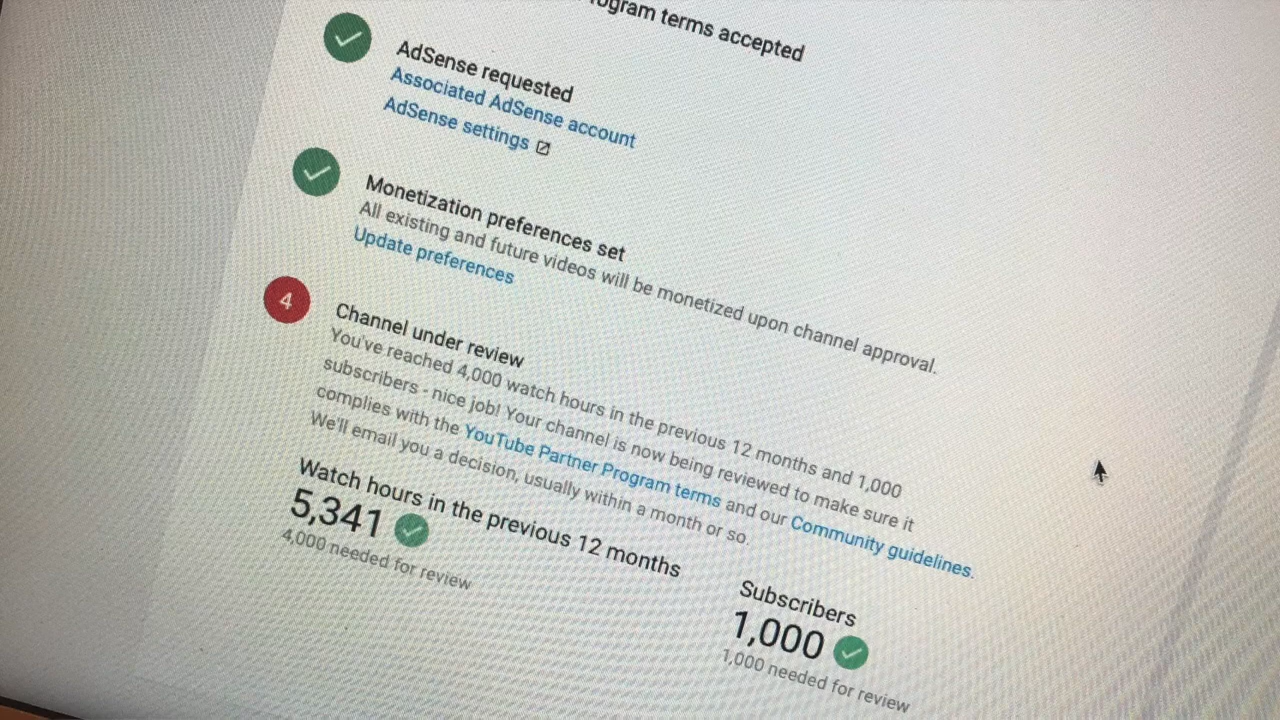 terms accepted
AdSense requested
Associated AdSense account
AdSense settings
Monetization preferences set
All existing and future videos will be monetized upon channel approval.
Update preferences
4
Channel under review
You've reached 4,000 watch hours in the previous 12 months and 1,000
subscribers - nice job! Your channel is now being reviewed to make sure it
complies with the YouTube Partner Program terms and our Community guidelines.
We'll email you a decision, usually within a month or so.
Watch hours in the previous 12 months
5,341
4,000 needed for review
Subscribers
1,000
1,000 needed for review